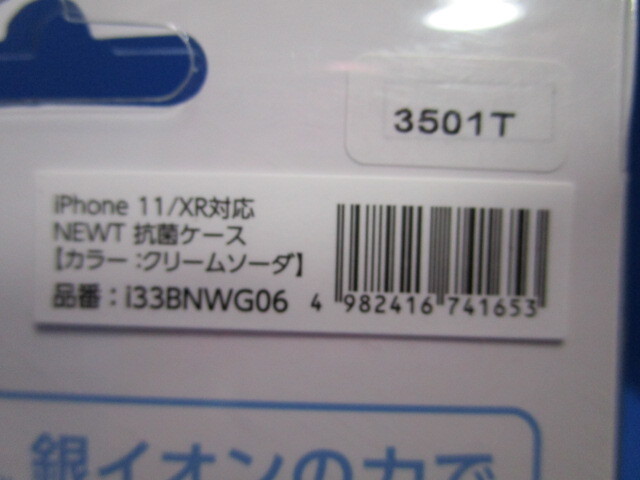 3501T
iPhone 11/XR対応
NEWT 抗菌ケース
【カラー:クリームソーダ】
品番：i33BNWG06
4 982416 741653
銀イオンの力で